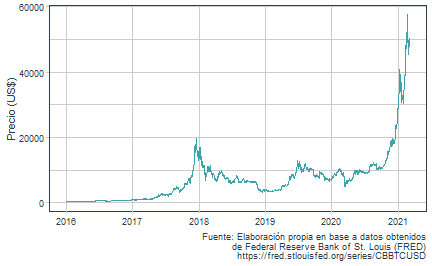 60000
20000
0
Precio (US$)
2016 2017 2018 2019 2020 2021
Fuente: Elaboración propia en base a datos obtenidos
de Federal Reserve Bank of St. Louis (FRED)
https://fred.stlouisfed.org/series/CBBTCUSD